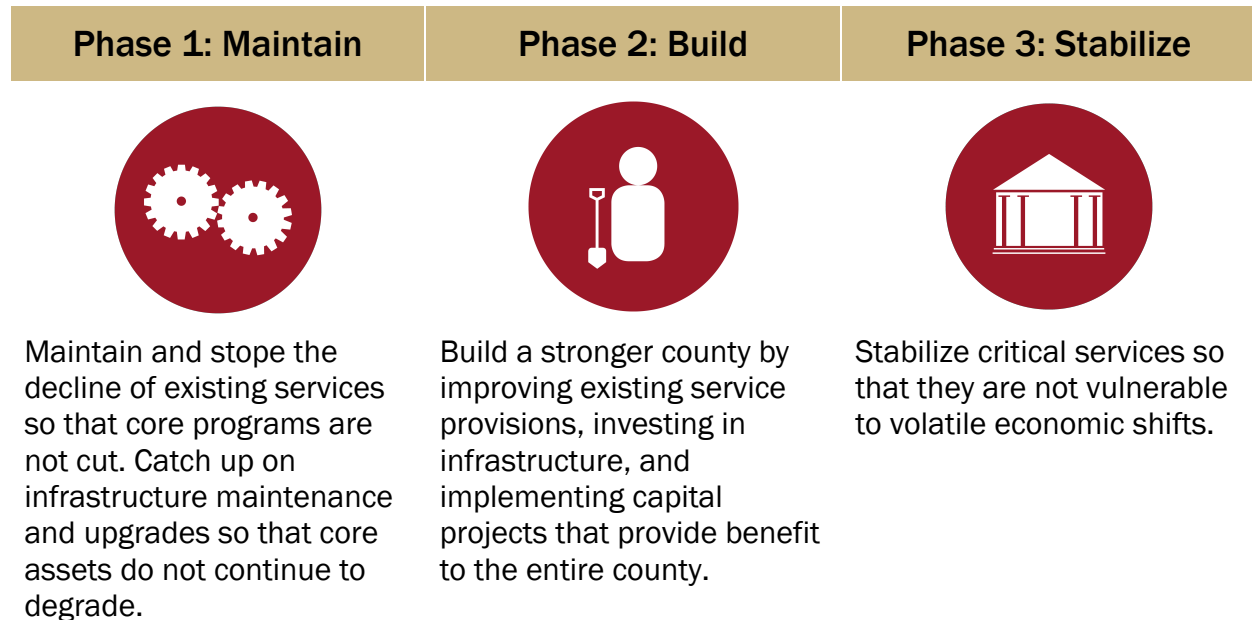 Phase 1: Maintain
Phase 2: Build
Phase 3: Stabilize
Maintain and stope the
decline of existing services
so that core programs are
not cut. Catch up on
infrastructure maintenance
and upgrades so that core
assets do not continue to
degrade.
Build a stronger county by
improving existing service
provisions, investing in
infrastructure, and
implementing capital
projects that provide benefit
to the entire county.
Stabilize critical services so
that they are not vulnerable
to volatile economic shifts.